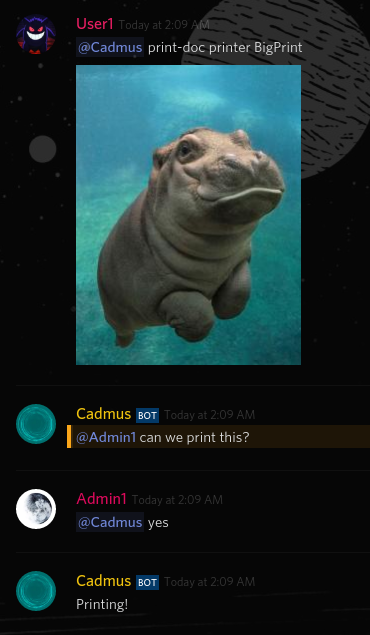 User1 Today at 2:09 AM
@Cadmus print-doc printer BigPrint
Cadmus BOT Today at 2:09 AM
@Admin1 can we print this?
Admin1 Today at 2:09 AM
@Cadmus yes
Cadmus BOT Today at 2:09 AM
Printing!